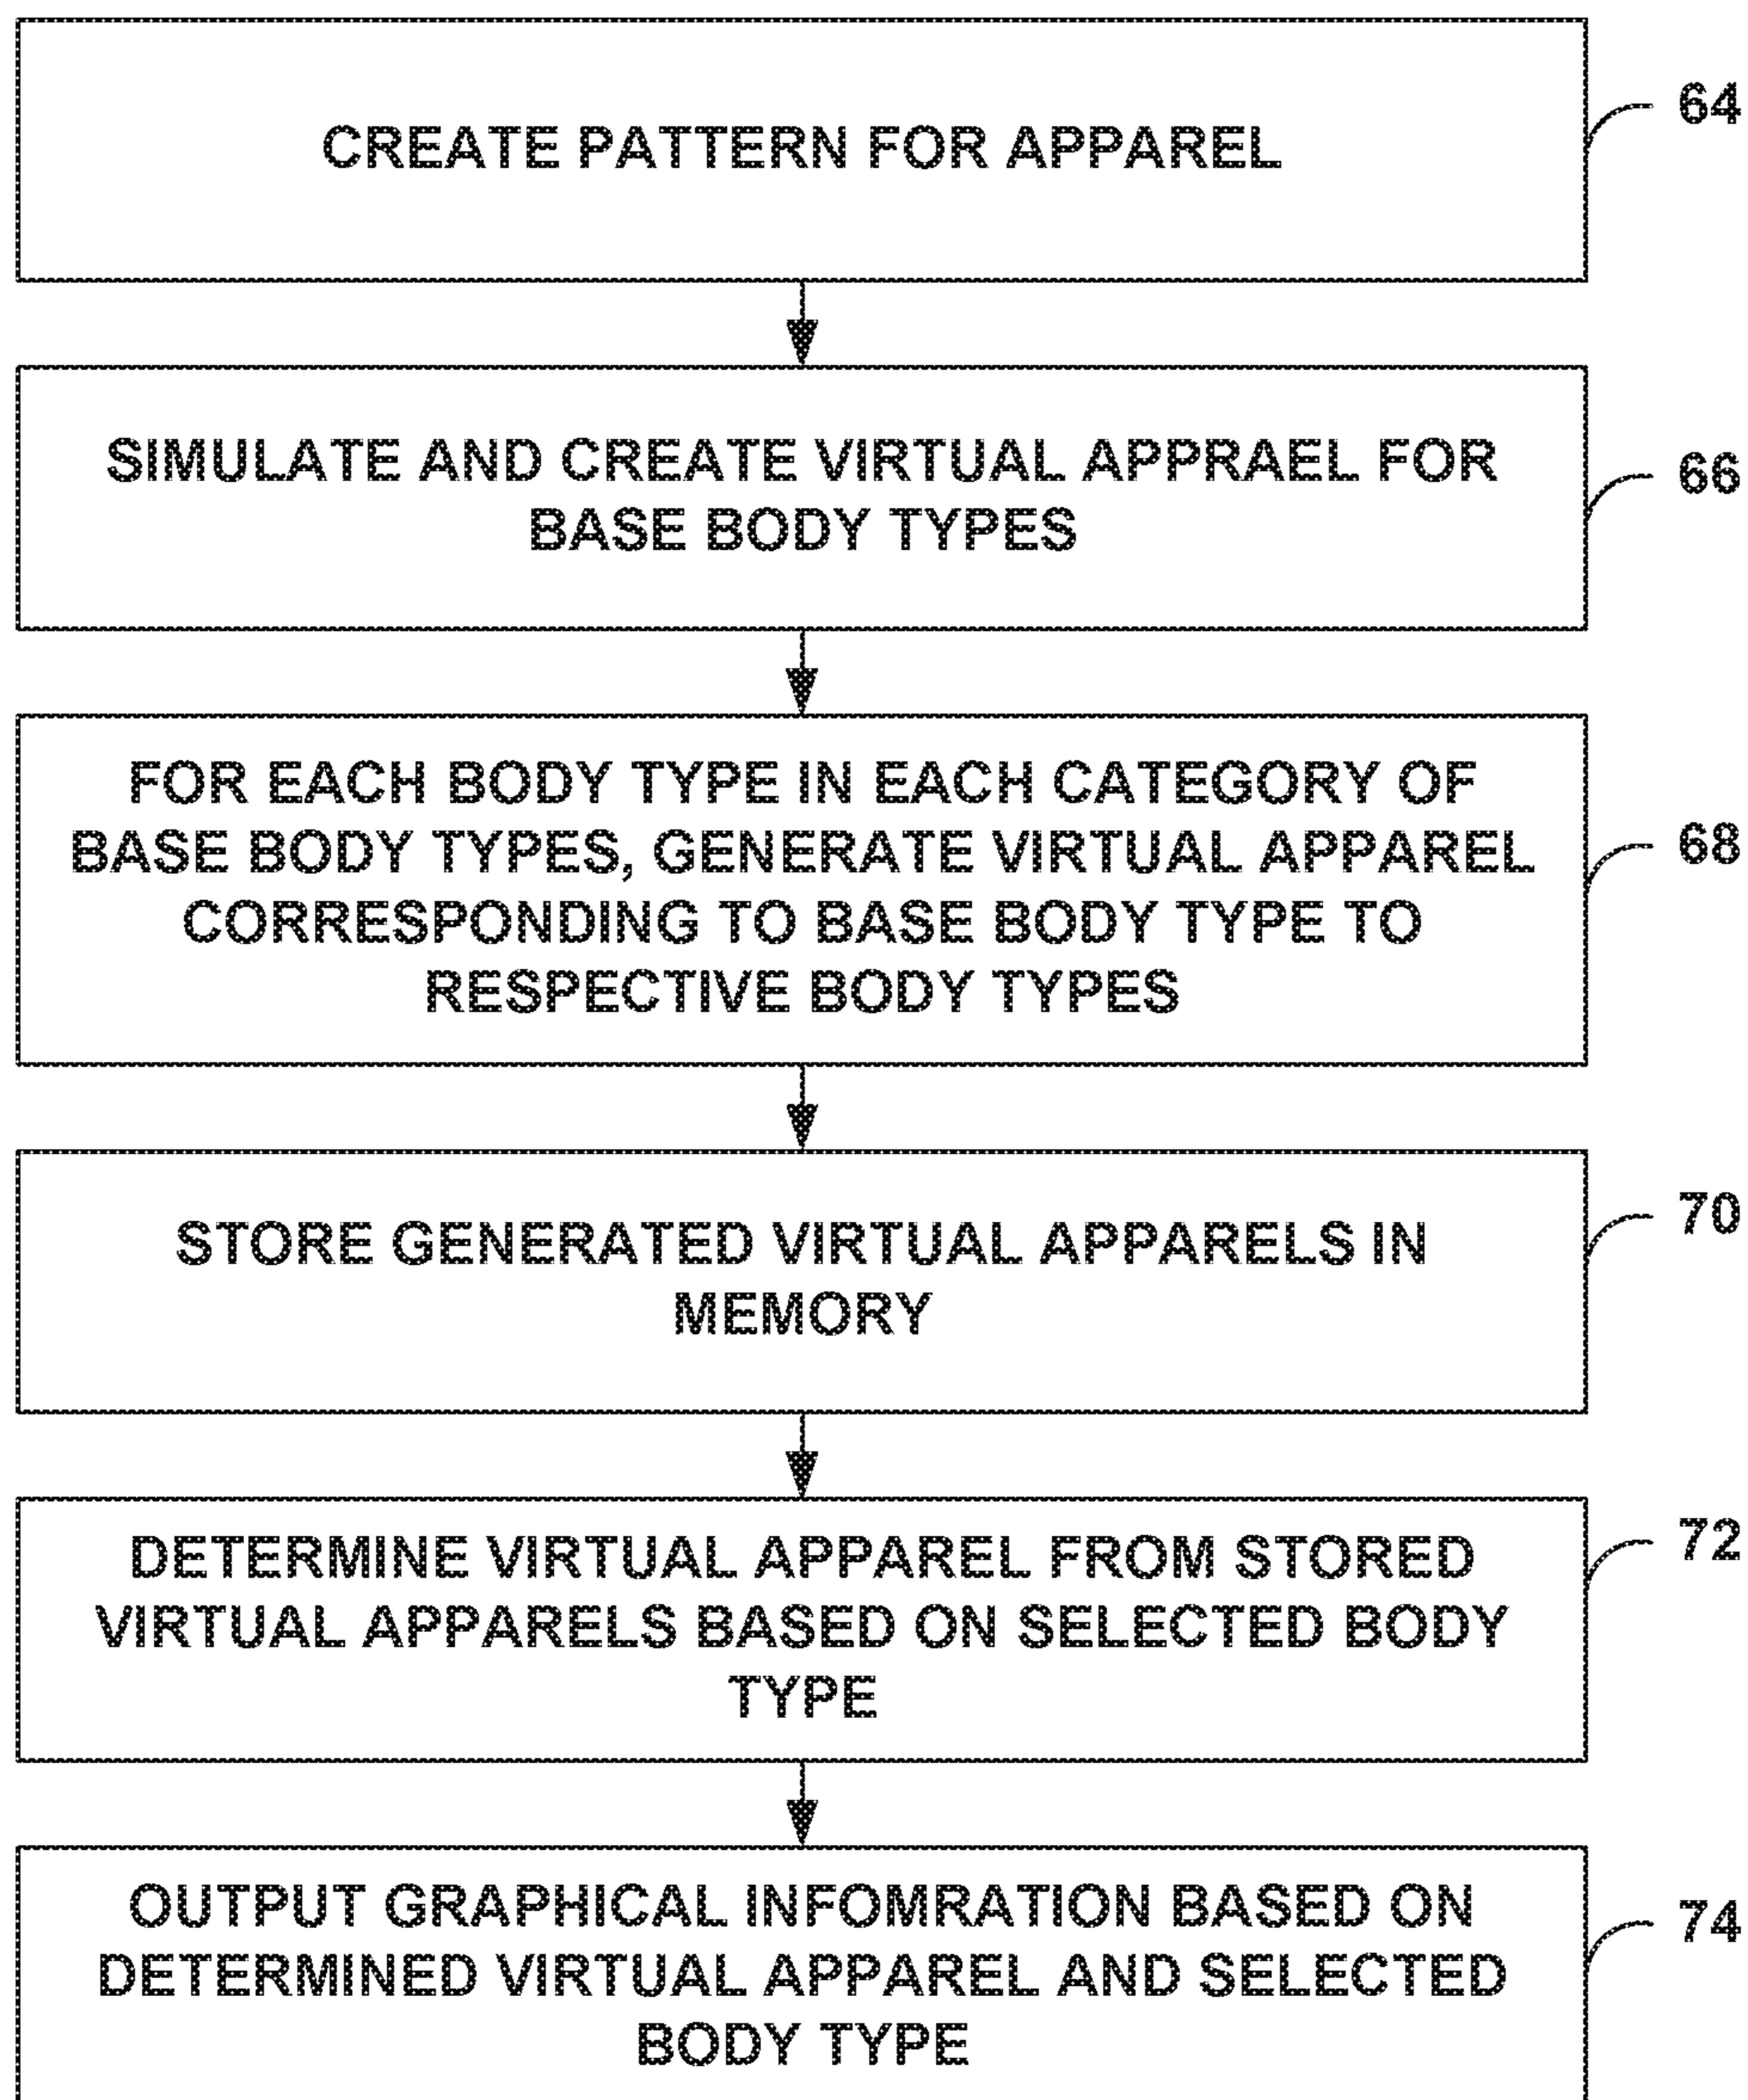 CREATE PATTERN FOR APPAREL
64
SIMULATE AND CREATE VIRTUAL APPRAEL FOR
BASE BODY TYPES
66
FOR EACH BODY TYPE IN EACH CATEGORY OF
BASE BODY TYPES, GENERATE VIRTUAL APPAREL
CORRESPONDING TO BASE BODY TYPE TO
RESPECTIVE BODY TYPES
68
STORE GENERATED VIRTUAL APPARELS IN
MEMORY
70
DETERMINE VIRTUAL APPAREL FROM STORED
VIRTUAL APPARELS BASED ON SELECTED BODY
TYPE
72
OUTPUT GRAPHICAL INFOMRATION BASED ON
DETERMINED VIRTUAL APPAREL AND SELECTED
BODY TYPE
74